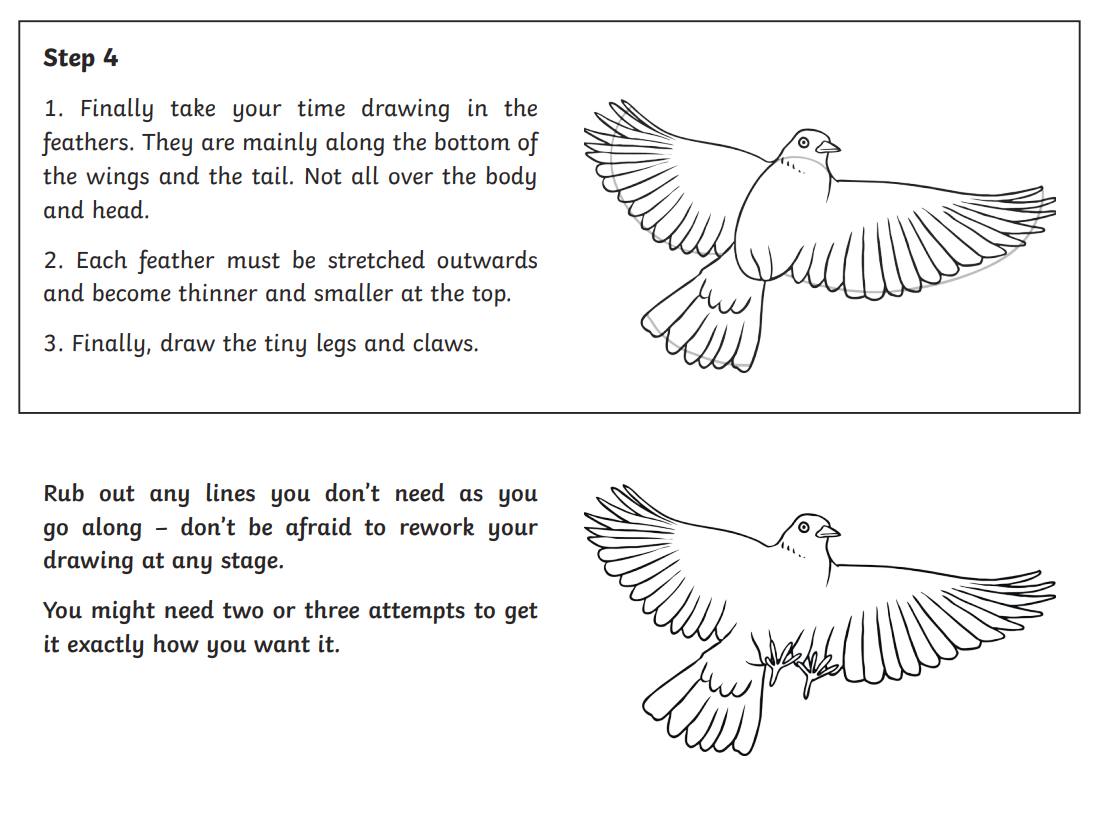 Step 4
1. Finally take your time drawing in the
feathers. They are mainly along the bottom of
the wings and the tail. Not all over the body
and head.
2. Each feather must be stretched outwards
and become thinner and smaller at the top.
3. Finally, draw the tiny legs and claws.
Rub out any lines you don’t need as you
go along – don’t be afraid to rework your
drawing at any stage.
You might need two or three attempts to get
it exactly how you want it.